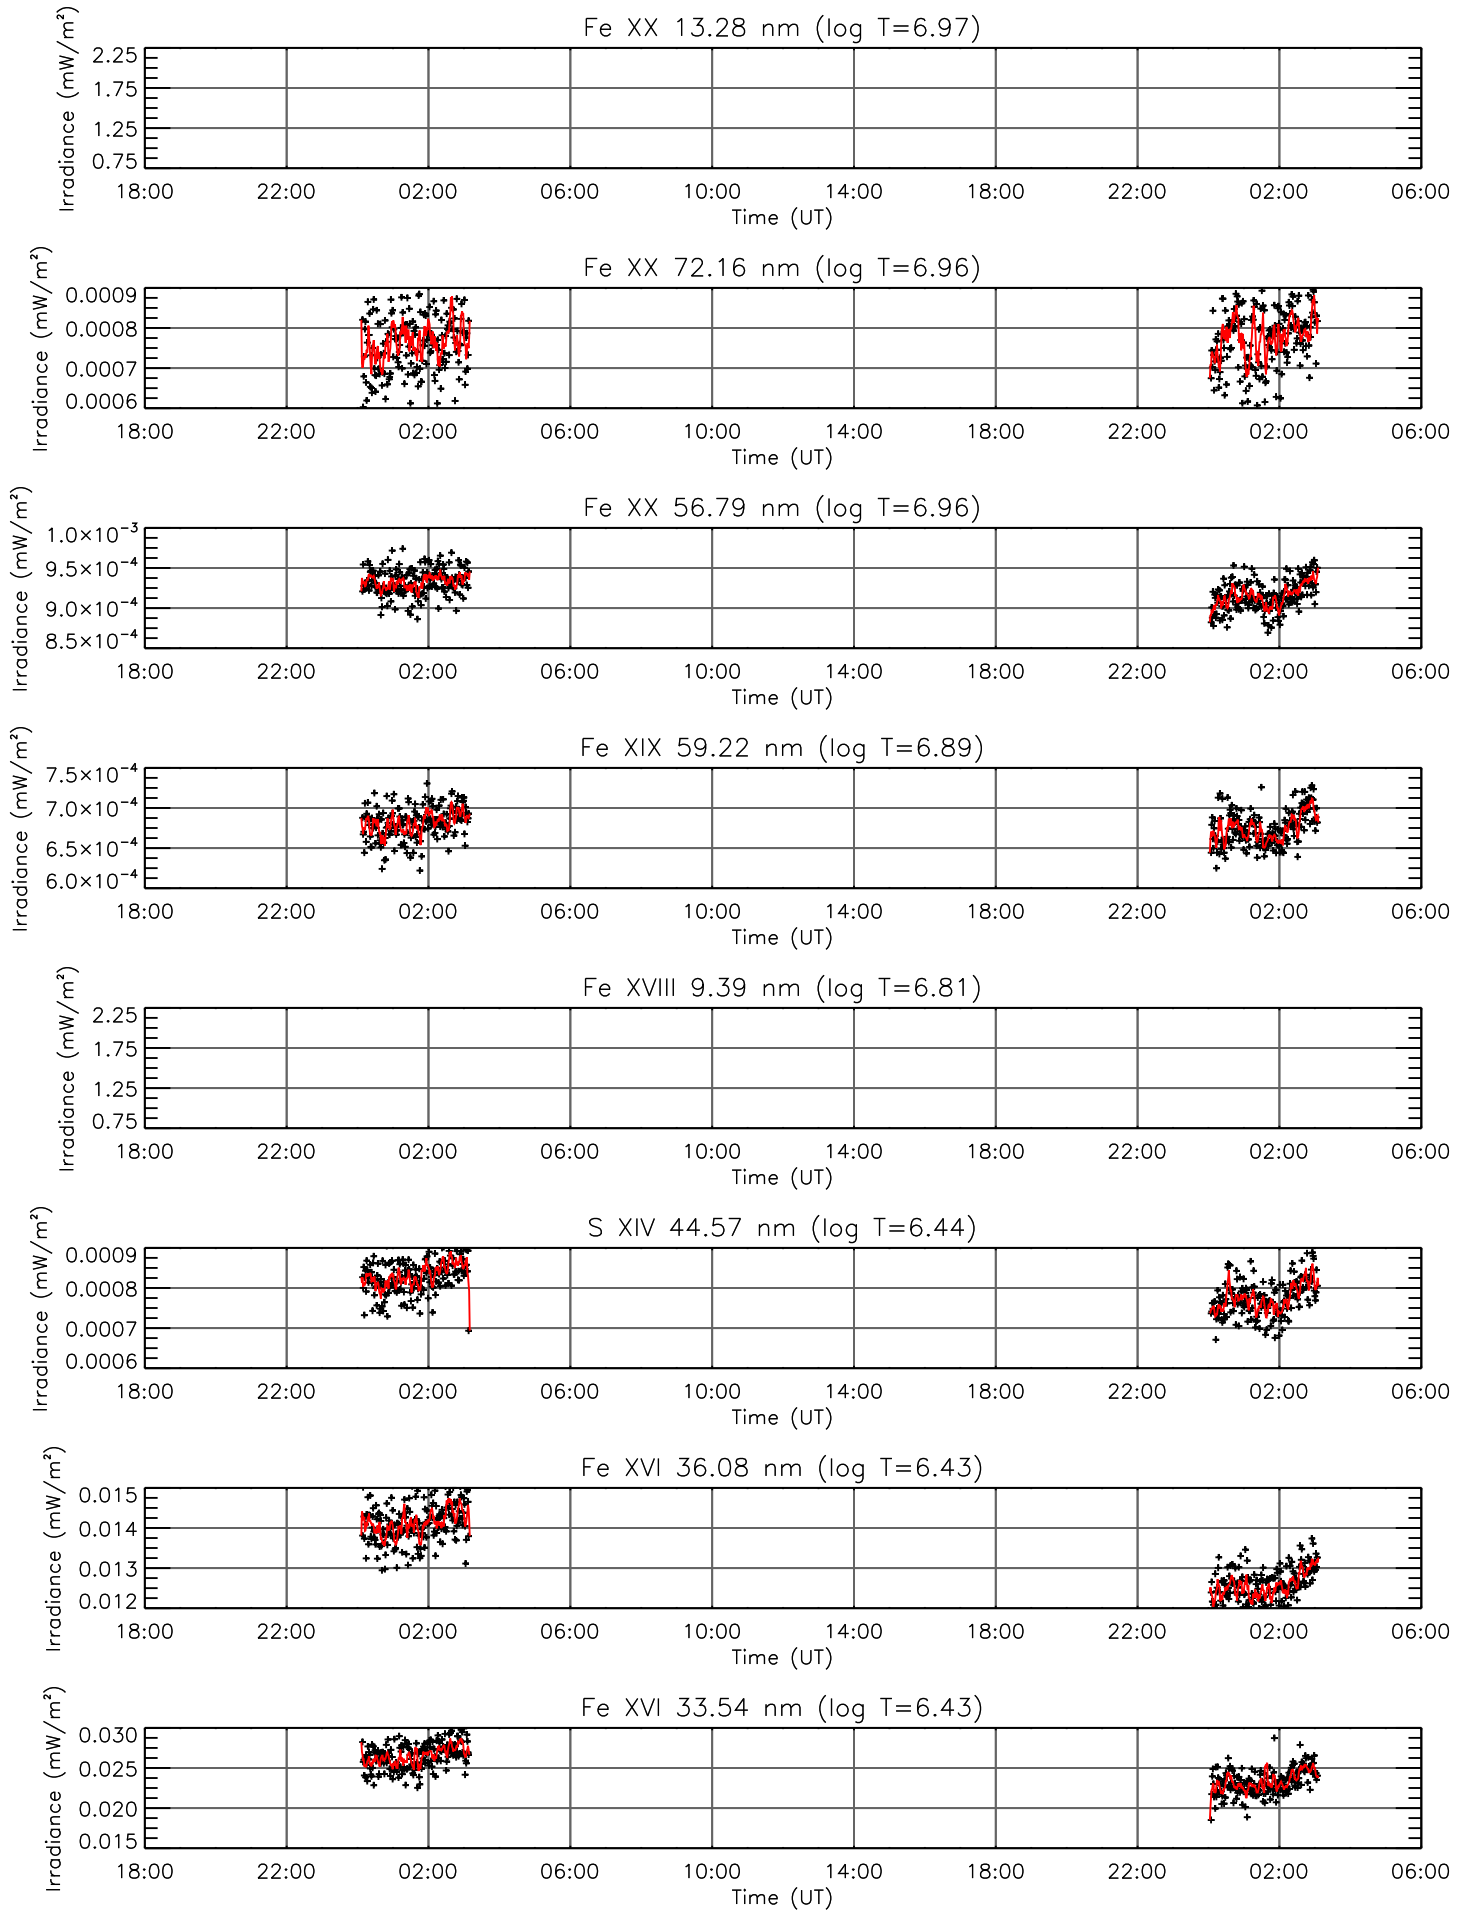 Fe XX 13.28 nm (log T=6.97)
Irradiance (mW/m²)
2.25
1.75
1.25
0.75
18:00 22:00 02:00 06:00 10:00 14:00 18:00 22:00 02:00 06:00
Time (UT)
Fe XX 72.16 nm (log T=6.96)
Irradiance (mW/m²)
0.0009
0.0008
0.0007
0.0006
18:00 22:00 02:00 06:00 10:00 14:00 18:00 22:00 02:00 06:00
Time (UT)
Fe XX 56.79 nm (log T=6.96)
Irradiance (mW/m²)
1.0×10⁻³
9.5×10⁻⁴
9.0×10⁻⁴
8.5×10⁻⁴
18:00 22:00 02:00 06:00 10:00 14:00 18:00 22:00 02:00 06:00
Time (UT)
Fe XIX 59.22 nm (log T=6.89)
Irradiance (mW/m²)
7.5×10⁻⁴
7.0×10⁻⁴
6.5×10⁻⁴
6.0×10⁻⁴
18:00 22:00 02:00 06:00 10:00 14:00 18:00 22:00 02:00 06:00
Time (UT)
Fe XVIII 9.39 nm (log T=6.81)
Irradiance (mW/m²)
2.25
1.75
1.25
0.75
18:00 22:00 02:00 06:00 10:00 14:00 18:00 22:00 02:00 06:00
Time (UT)
S XIV 44.57 nm (log T=6.44)
Irradiance (mW/m²)
0.0009
0.0008
0.0007
0.0006
18:00 22:00 02:00 06:00 10:00 14:00 18:00 22:00 02:00 06:00
Time (UT)
Fe XVI 36.08 nm (log T=6.43)
Irradiance (mW/m²)
0.015
0.014
0.013
0.012
18:00 22:00 02:00 06:00 10:00 14:00 18:00 22:00 02:00 06:00
Time (UT)
Fe XVI 33.54 nm (log T=6.43)
Irradiance (mW/m²)
0.030
0.025
0.020
0.015
18:00 22:00 02:00 06:00 10:00 14:00 18:00 22:00 02:00 06:00
Time (UT)